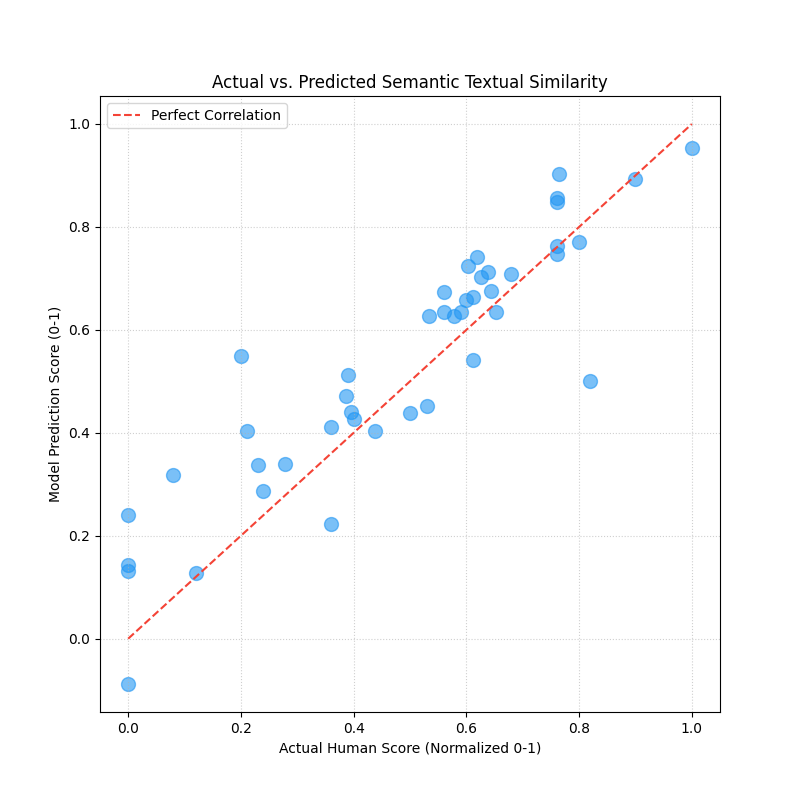 Actual vs. Predicted Semantic Textual Similarity
Perfect Correlation
Model Prediction Score (0-1)
1.0
0.8
0.6
0.4
0.2
0.0
0.0 0.2 0.4 0.6 0.8 1.0
Actual Human Score (Normalized 0-1)